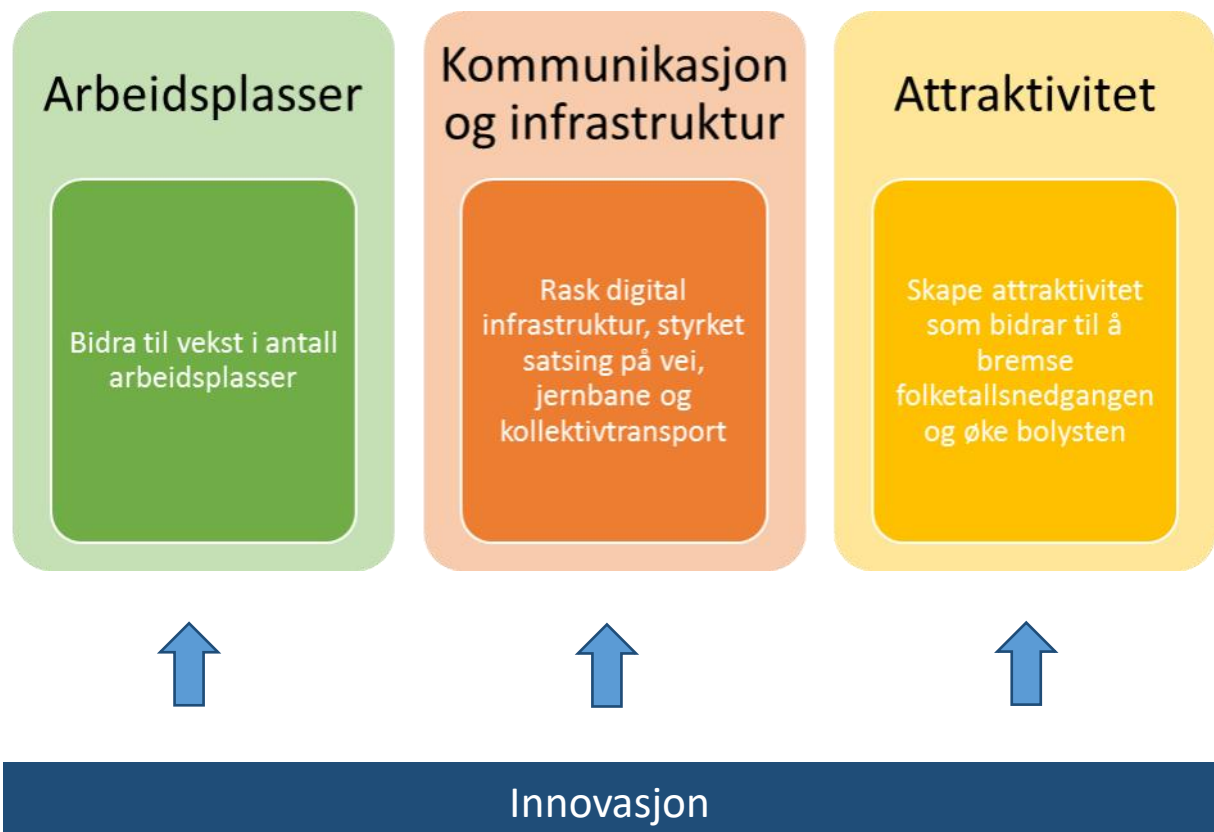 Arbeidsplasser
Bidra til vekst i antall
arbeidsplasser
Kommunikasjon
og infrastruktur
Rask digital
infrastruktur, styrket
satsing på vei,
jernbane og
kollektivtransport
Attraktivitet
Skape attraktivitet
som bidrar til å
bremse
folketallsnedgangen
og øke bolysten
Innovasjon